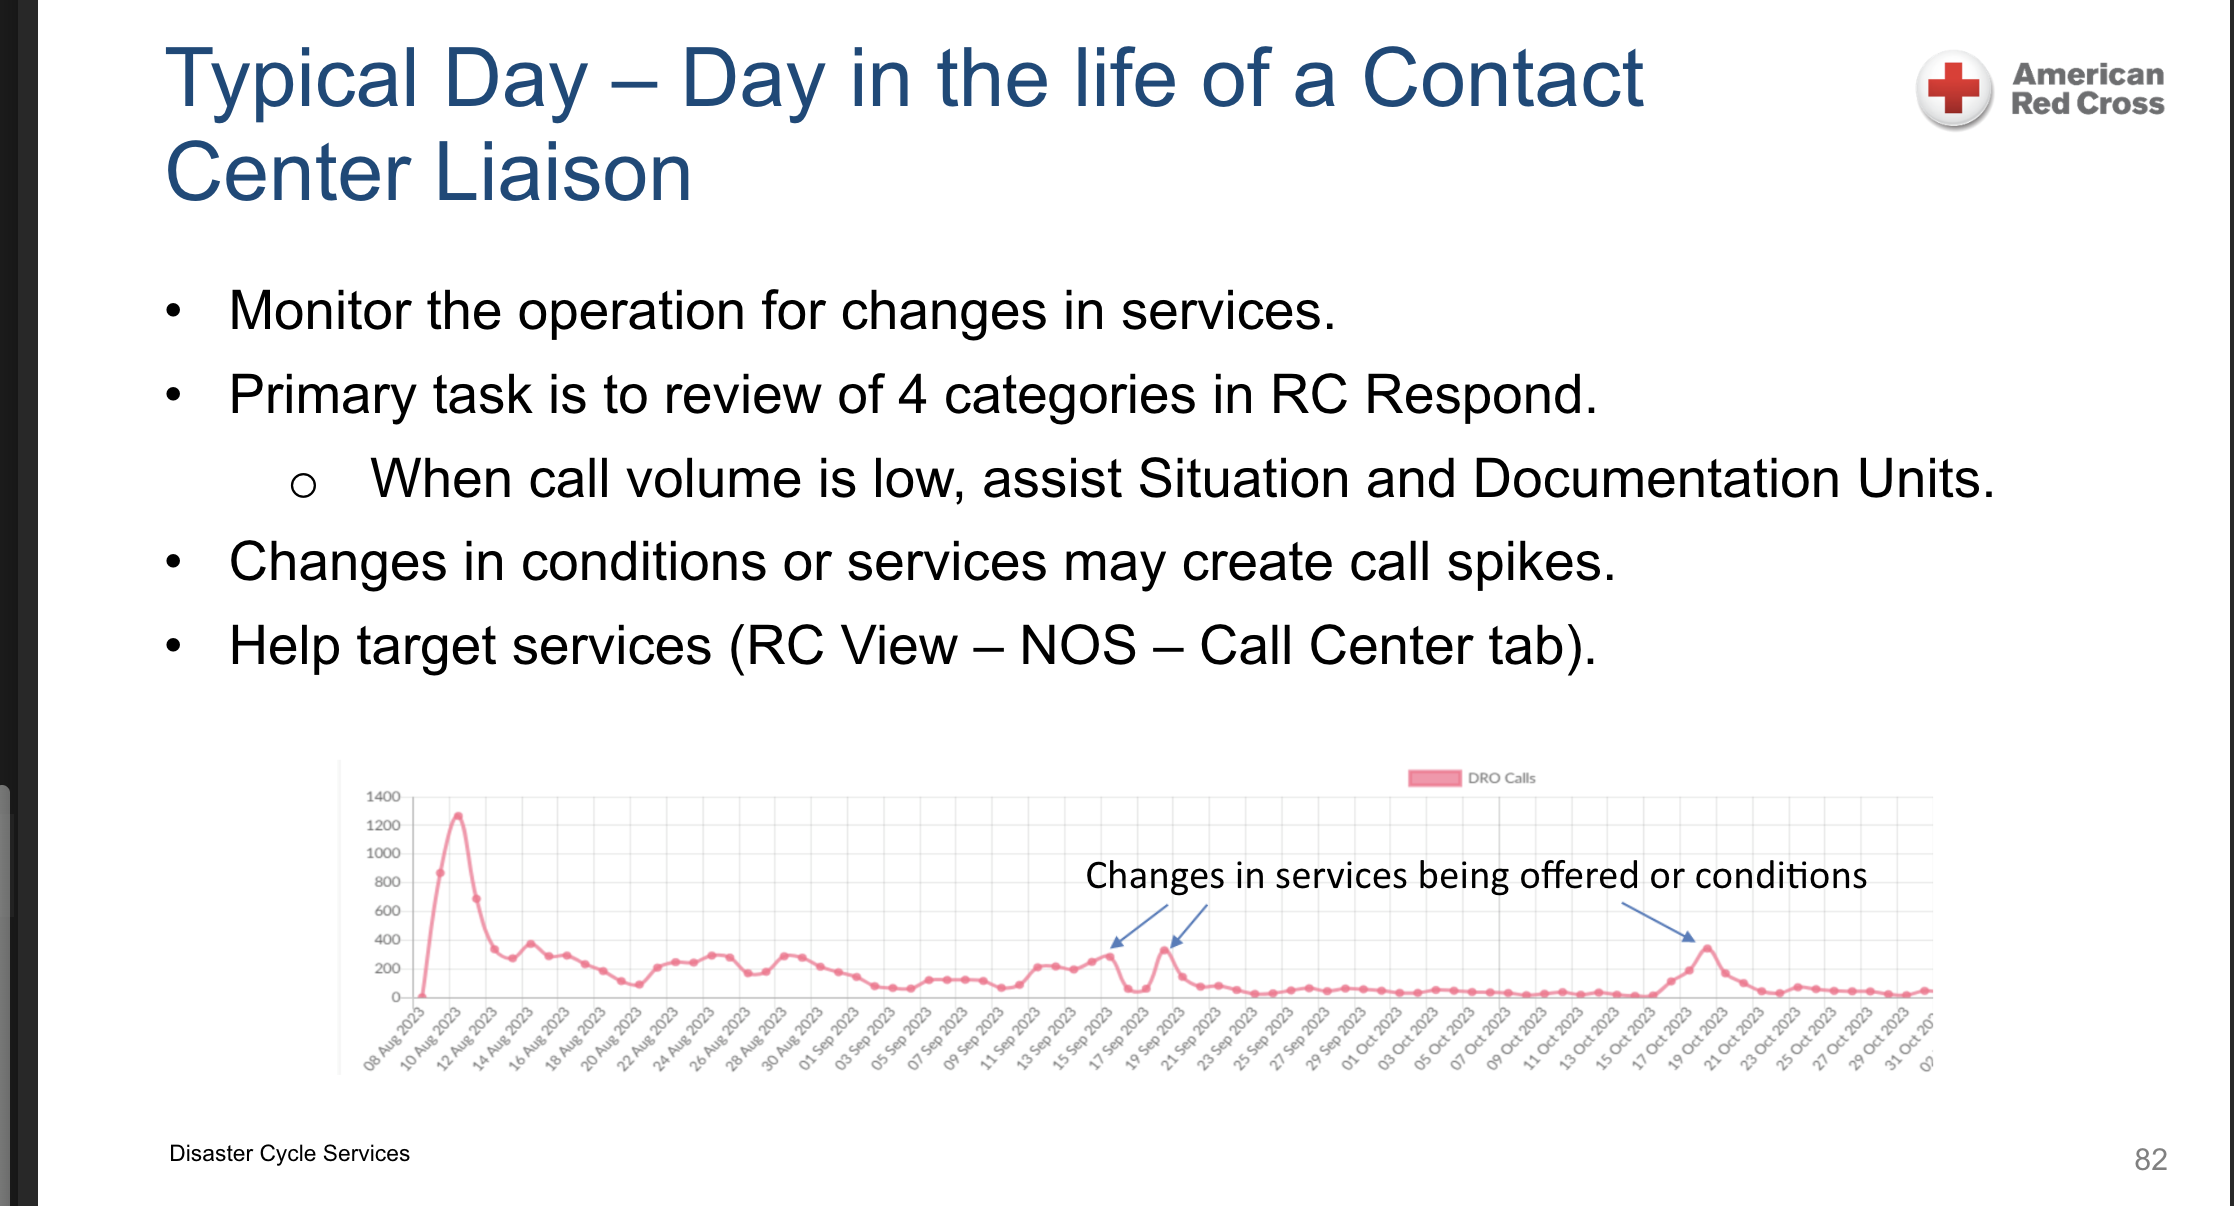 Typical Day – Day in the life of a Contact
Center Liaison
American
Red Cross
• Monitor the operation for changes in services.
• Primary task is to review of 4 categories in RC Respond.
o When call volume is low, assist Situation and Documentation Units.
• Changes in conditions or services may create call spikes.
• Help target services (RC View – NOS – Call Center tab).
DRO Calls
1400
1200
1000
800
600
400
200
0
Changes in services being offered or conditions
08 Aug 2023
10 Aug 2023
12 Aug 2023
14 Aug 2023
16 Aug 2023
18 Aug 2023
20 Aug 2023
22 Aug 2023
24 Aug 2023
26 Aug 2023
28 Aug 2023
30 Aug 2023
01 Sep 2023
03 Sep 2023
05 Sep 2023
07 Sep 2023
09 Sep 2023
11 Sep 2023
13 Sep 2023
15 Sep 2023
17 Sep 2023
19 Sep 2023
21 Sep 2023
23 Sep 2023
25 Sep 2023
27 Sep 2023
29 Sep 2023
01 Oct 2023
03 Oct 2023
05 Oct 2023
07 Oct 2023
09 Oct 2023
11 Oct 2023
13 Oct 2023
15 Oct 2023
17 Oct 2023
19 Oct 2023
21 Oct 2023
23 Oct 2023
25 Oct 2023
27 Oct 2023
29 Oct 2023
31 Oct 20
Disaster Cycle Services
82